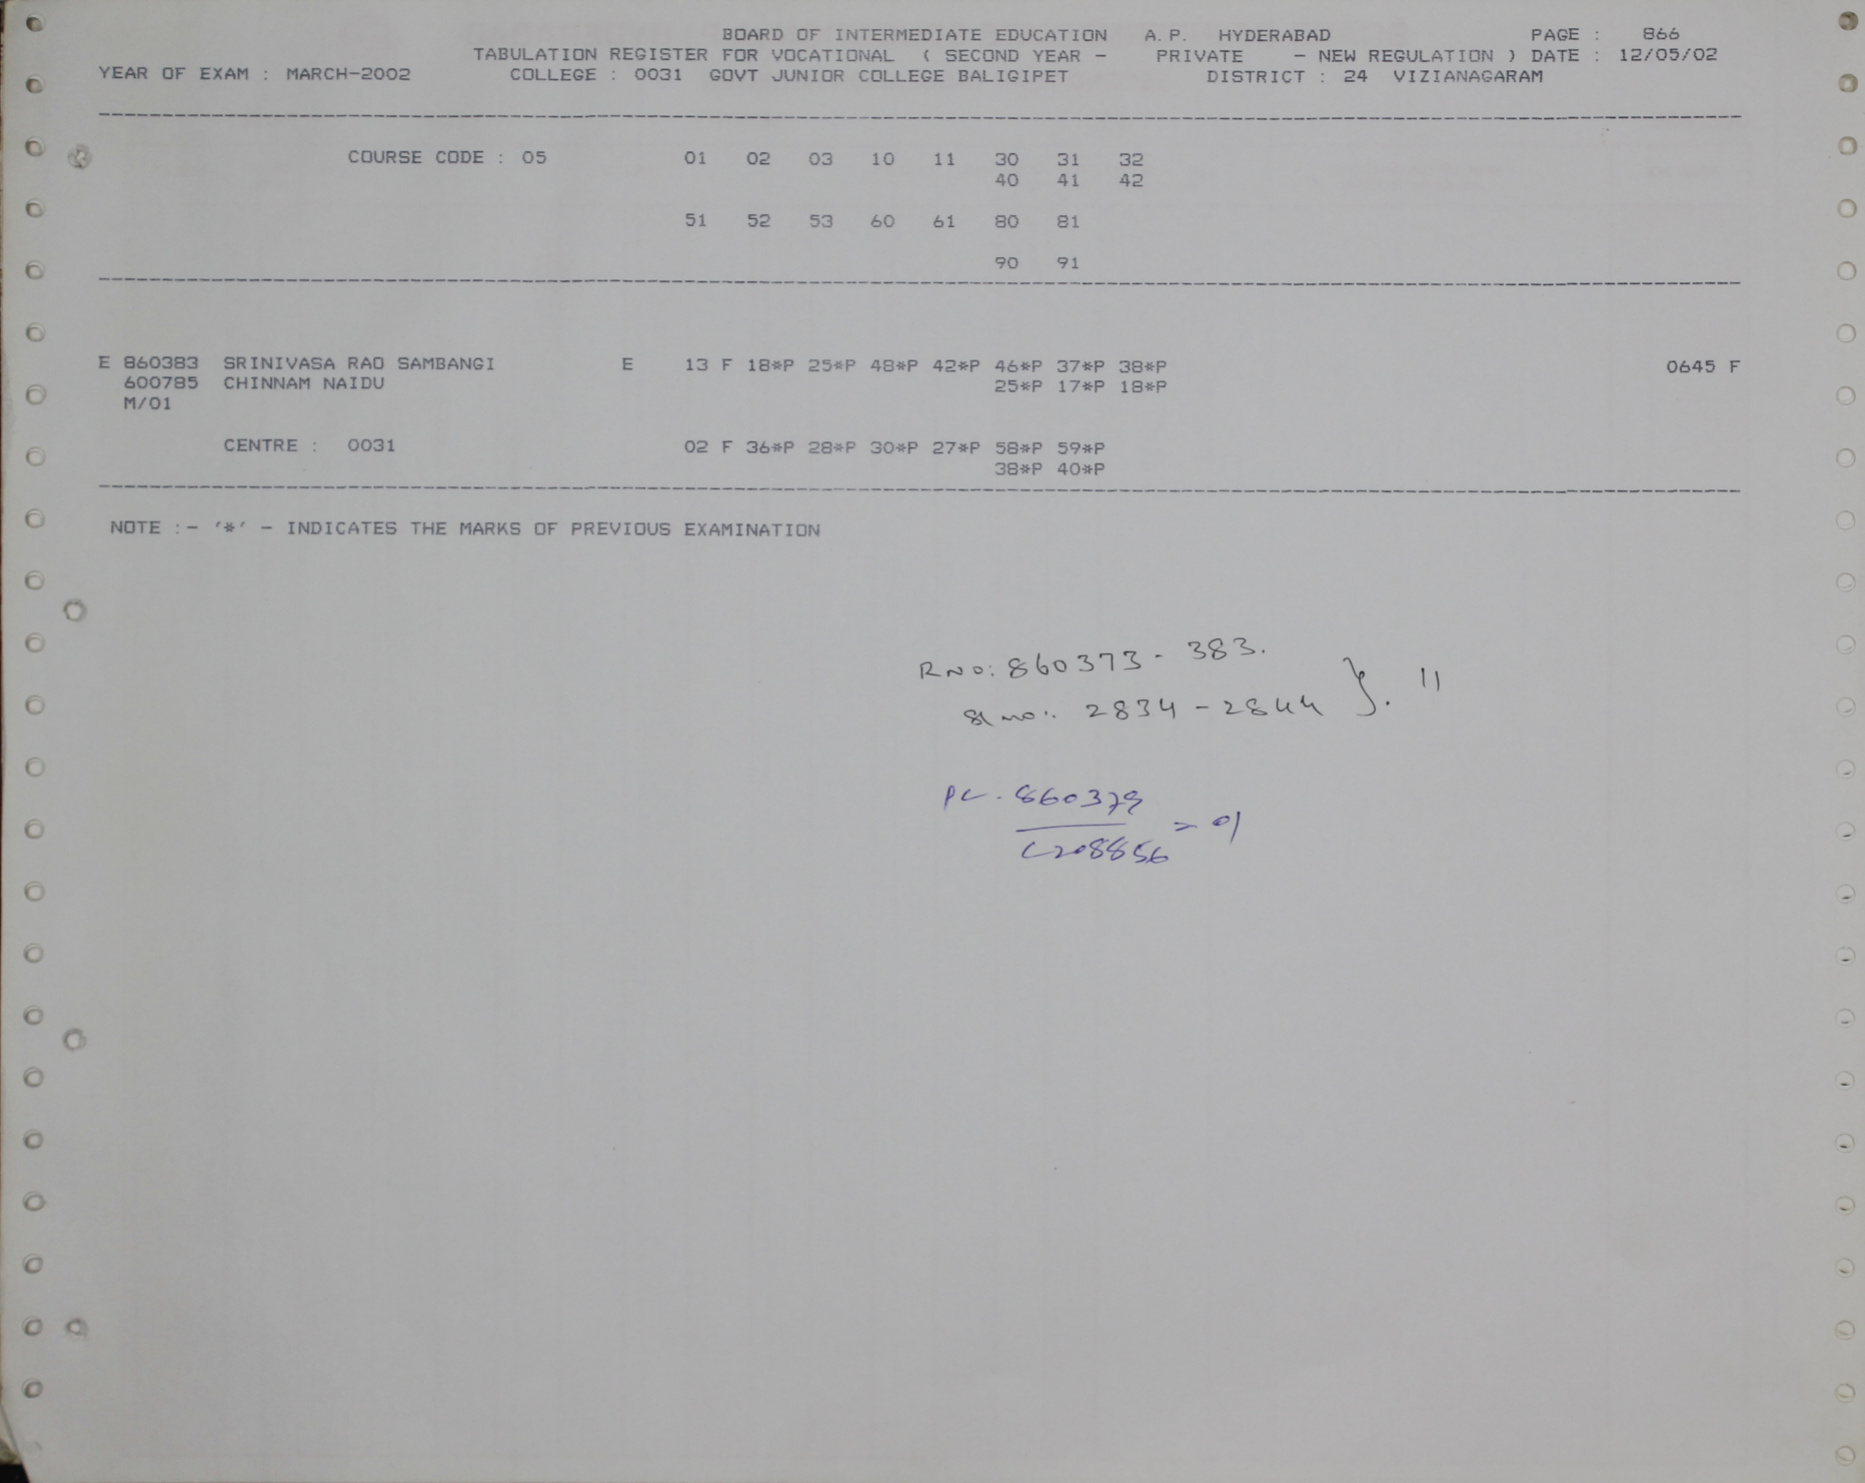 BOARD OF INTERMEDIATE EDUCATION A.P. HYDERABAD PAGE : 866
TABULATION REGISTER FOR VOCATIONAL ( SECOND YEAR - PRIVATE - NEW REGULATION ) DATE : 12/05/02
YEAR OF EXAM : MARCH-2002 COLLEGE : 0031 GOVT JUNIOR COLLEGE BALIGIPET DISTRICT : 24 VIZIANAGARAM
COURSE CODE : 05 01 02 03 10 11 30 31 32
40 41 42
51 52 53 60 61 80 81
90 91
E 860383 SRINIVASA RAO SAMBANGI E 13 F 18*P 25*P 48*P 42*P 46*P 37*P 38*P 0645 F
600785 CHINNAM NAIDU 25*P 17*P 18*P
M/01
CENTRE : 0031 02 F 36*P 28*P 30*P 27*P 58*P 59*P
38*P 40*P
NOTE :- '*' - INDICATES THE MARKS OF PREVIOUS EXAMINATION
RNO: 860373 - 383.
Sl no:. 2834 - 2844 }. 11
860379
= 01